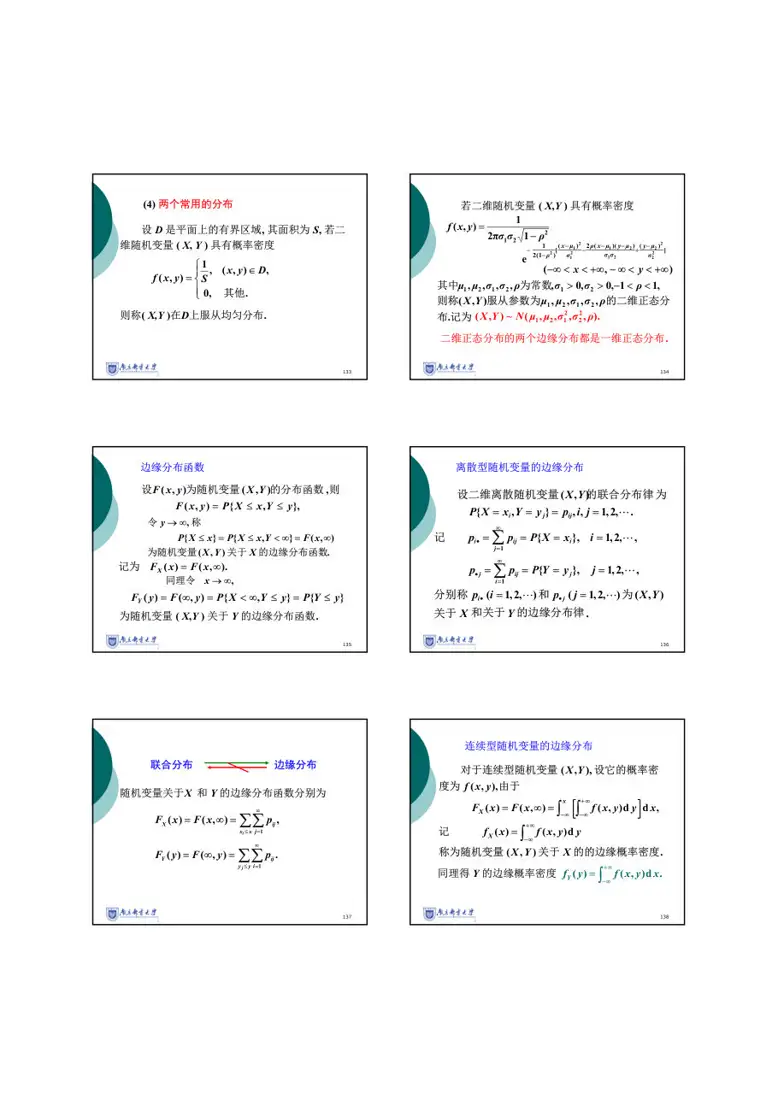 (4) 两个常用的分布
设 D 是平面上的有界区域, 其面积为 S, 若二
维随机变量 ( X, Y ) 具有概率密度
f (x, y) = { 1/S, (x, y) ∈ D,
0, 其他.
则称( X,Y )在D上服从均匀分布.
133
若二维随机变量 ( X,Y ) 具有概率密度
f (x, y) = 1 / (2πσ₁σ₂√(1 − ρ²))
e^{−1/(2(1−ρ²)) [(x−μ₁)²/σ₁² − 2ρ(x−μ₁)(y−μ₂)/(σ₁σ₂) + (y−μ₂)²/σ₂²]}
(−∞ < x < +∞, − ∞ < y < +∞)
其中μ₁, μ₂, σ₁, σ₂, ρ为常数,σ₁ > 0,σ₂ > 0,−1 < ρ < 1,
则称(X,Y)服从参数为μ₁, μ₂, σ₁, σ₂, ρ的二维正态分
布.记为 (X,Y) ~ N(μ₁, μ₂, σ₁², σ₂², ρ).
二维正态分布的两个边缘分布都是一维正态分布.
134
边缘分布函数
设F(x, y)为随机变量(X,Y)的分布函数 ,则
F(x, y) = P{X ≤ x,Y ≤ y},
令 y → ∞, 称
P{X ≤ x} = P{X ≤ x,Y < ∞} = F(x,∞)
为随机变量(X, Y) 关于 X 的边缘分布函数.
记为 F_X(x) = F(x,∞).
同理令 x → ∞,
F_Y(y) = F(∞, y) = P{X < ∞,Y ≤ y} = P{Y ≤ y}
为随机变量 ( X,Y ) 关于 Y 的边缘分布函数.
135
离散型随机变量的边缘分布
设二维离散随机变量 (X,Y)的联合分布律 为
P{X = xᵢ,Y = yⱼ} = pᵢⱼ, i, j = 1,2,⋯.
记 pᵢ• = ∑_{j=1}^{∞} pᵢⱼ = P{X = xᵢ}, i = 1,2,⋯,
p•ⱼ = ∑_{i=1}^{∞} pᵢⱼ = P{Y = yⱼ}, j = 1,2,⋯,
分别称 pᵢ• (i = 1,2,⋯) 和 p•ⱼ (j = 1,2,⋯) 为 (X,Y)
关于 X 和关于 Y 的边缘分布律 .
136
联合分布 边缘分布
随机变量关于X 和 Y 的边缘分布函数分别为
F_X(x) = F(x,∞) = ∑_{xᵢ≤x} ∑_{j=1}^{∞} pᵢⱼ,
F_Y(y) = F(∞, y) = ∑_{yⱼ≤y} ∑_{i=1}^{∞} pᵢⱼ.
137
连续型随机变量的边缘分布
对于连续型随机变量 (X,Y), 设它的概率密
度为 f(x, y),由于
F_X(x) = F(x,∞) = ∫_{−∞}^{x} [∫_{−∞}^{+∞} f(x, y)d y] d x,
记 f_X(x) = ∫_{−∞}^{+∞} f(x, y)d y
称为随机变量 (X,Y) 关于 X 的的边缘概率密度.
同理得 Y 的边缘概率密度 f_Y(y) = ∫_{−∞}^{+∞} f(x, y)d x.
138